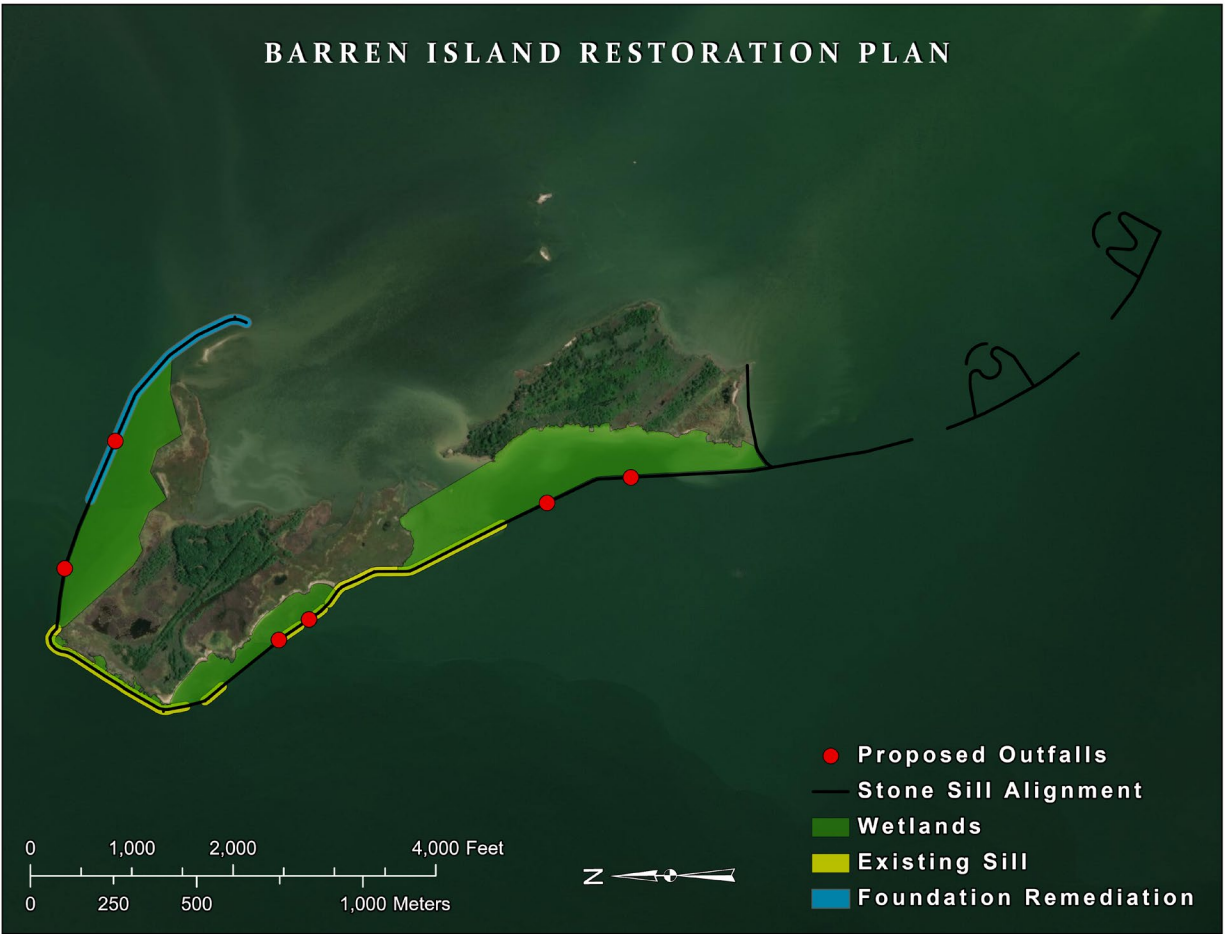 BARREN ISLAND RESTORATION PLAN
Proposed Outfalls
Stone Sill Alignment
Wetlands
Existing Sill
Foundation Remediation
0 1,000 2,000 4,000 Feet
0 250 500 1,000 Meters
N